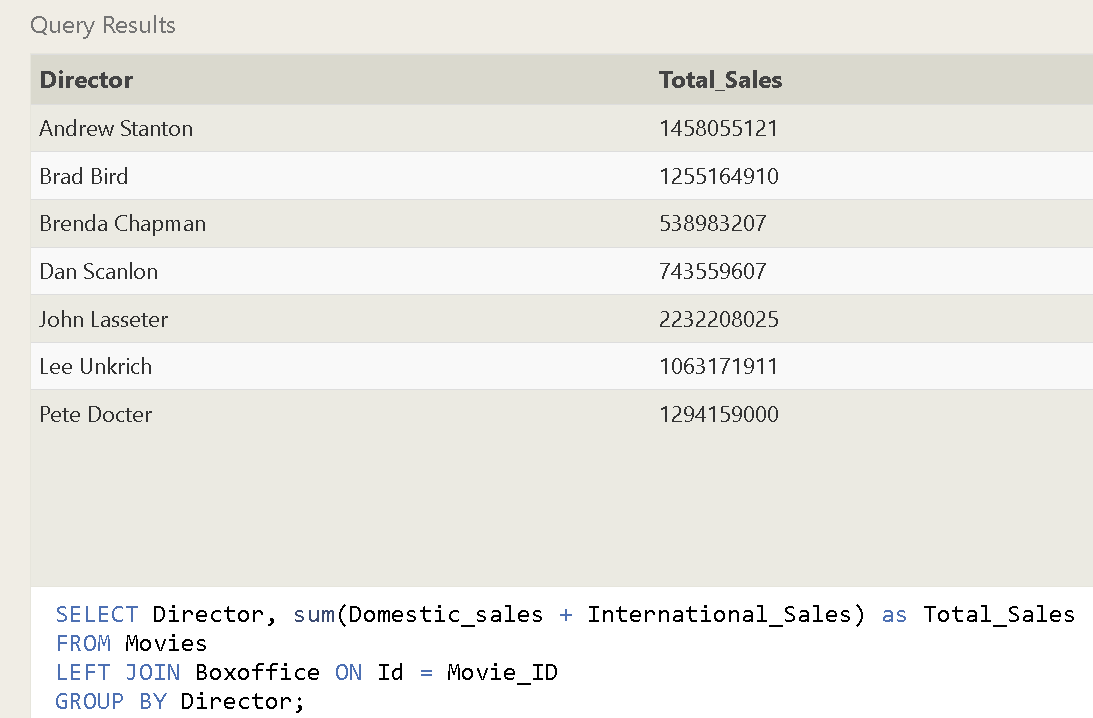 Query Results
Director Total_Sales
Andrew Stanton 1458055121
Brad Bird 1255164910
Brenda Chapman 538983207
Dan Scanlon 743559607
John Lasseter 2232208025
Lee Unkrich 1063171911
Pete Docter 1294159000
SELECT Director, sum(Domestic_sales + International_Sales) as Total_Sales
FROM Movies
LEFT JOIN Boxoffice ON Id = Movie_ID
GROUP BY Director;